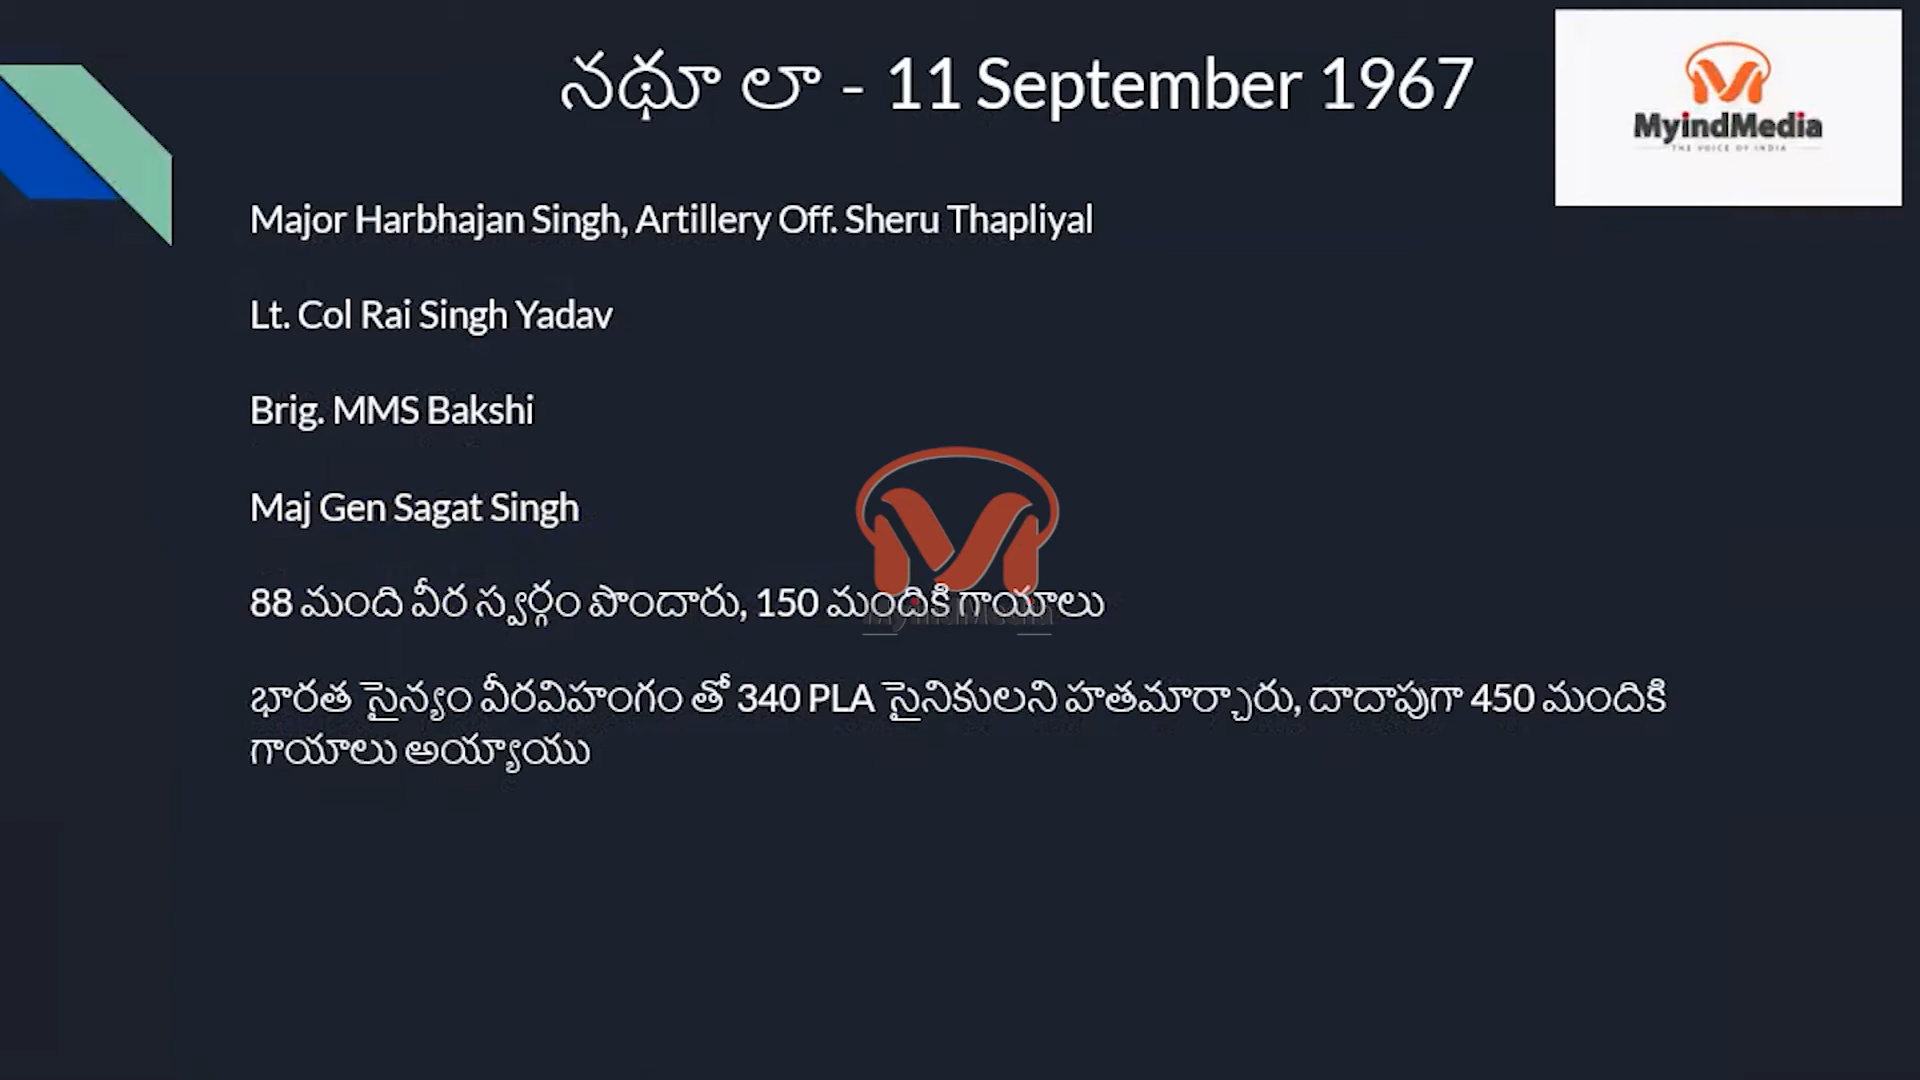 నథూ లా - 11 September 1967
MyindMedia
THE VOICE OF INDIA
Major Harbhajan Singh, Artillery Off. Sheru Thapliyal
Lt. Col Rai Singh Yadav
Brig. MMS Bakshi
Maj Gen Sagat Singh
88 మంది వీర స్వర్గం పొందారు, 150 మందికి గాయాలు
MyindMedia
భారత సైన్యం వీరవిహంగం తో 340 PLA సైనికులని హతమార్చారు, దాదాపుగా 450 మందికి
గాయాలు అయ్యాయు